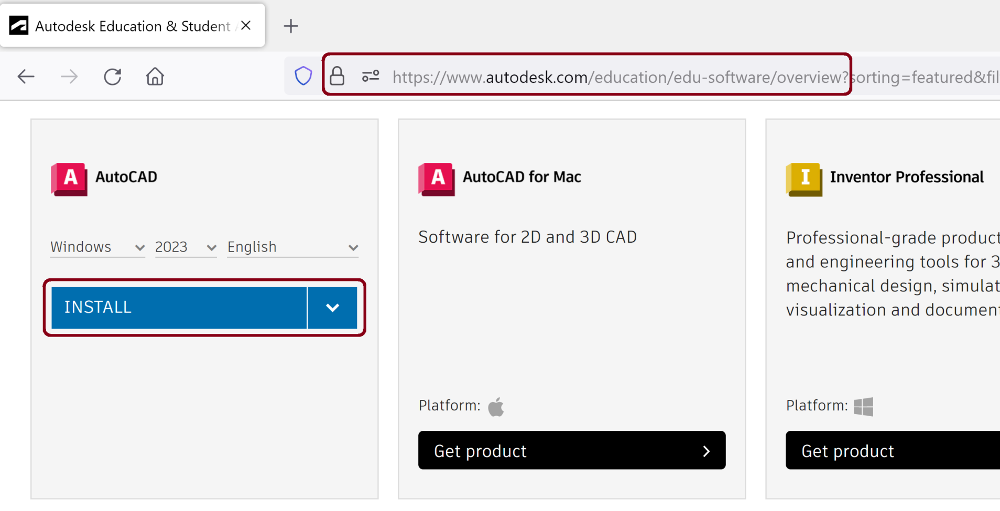 Autodesk Education & Student
https://www.autodesk.com/education/edu-software/overview?sorting=featured&fil
A AutoCAD
Windows 2023 English
INSTALL
A AutoCAD for Mac
Software for 2D and 3D CAD
Platform:
Get product
I Inventor Professional
Professional-grade product
and engineering tools for 3
mechanical design, simulat
visualization and documen
Platform:
Get product